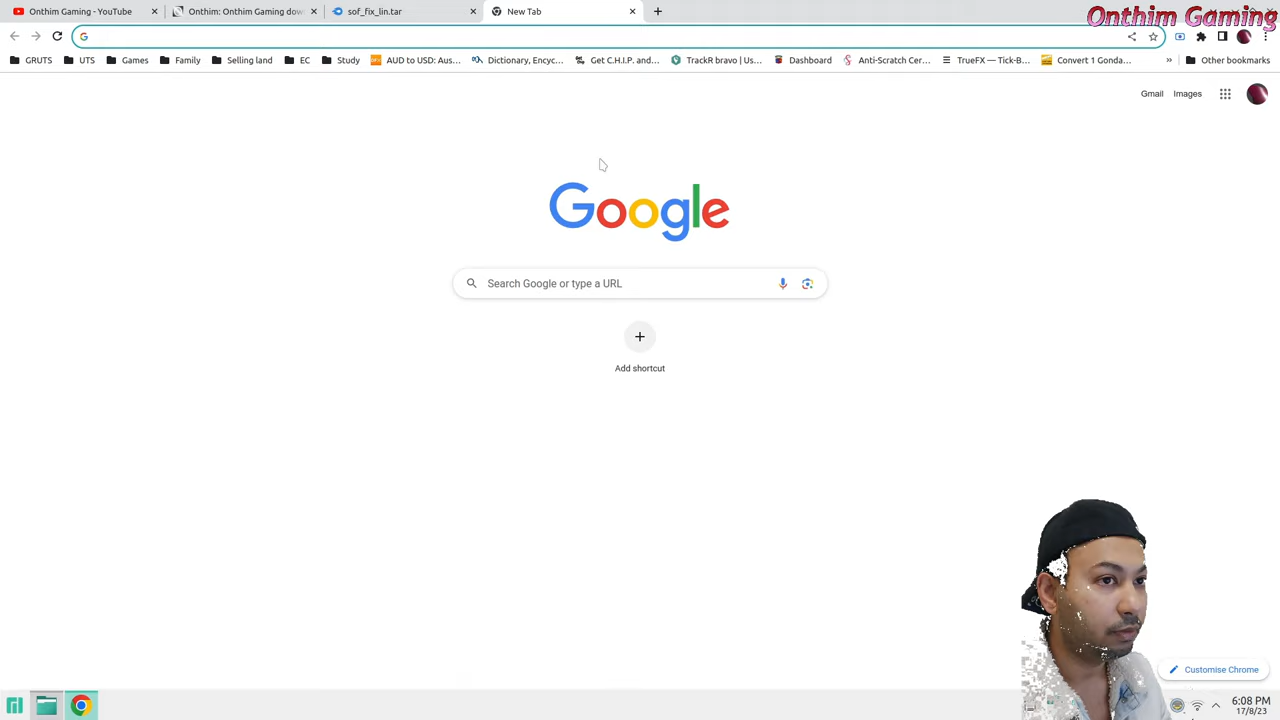 Onthim Gaming - YouTube
Onthim: Onthim Gaming dow
sof_fix_lin.tar
New Tab
Onthim Gaming
GRUTS
UTS
Games
Family
Selling land
EC
Study
AUD to USD: Aus...
Dictionary, Encyc...
Get C.H.I.P. and...
TrackR bravo | Us...
Dashboard
Anti-Scratch Cer...
TrueFX — Tick-B...
Convert 1 Gonda...
»
Other bookmarks
Gmail
Images
Google
Search Google or type a URL
Add shortcut
Customise Chrome
6:08 PM
17/8/23